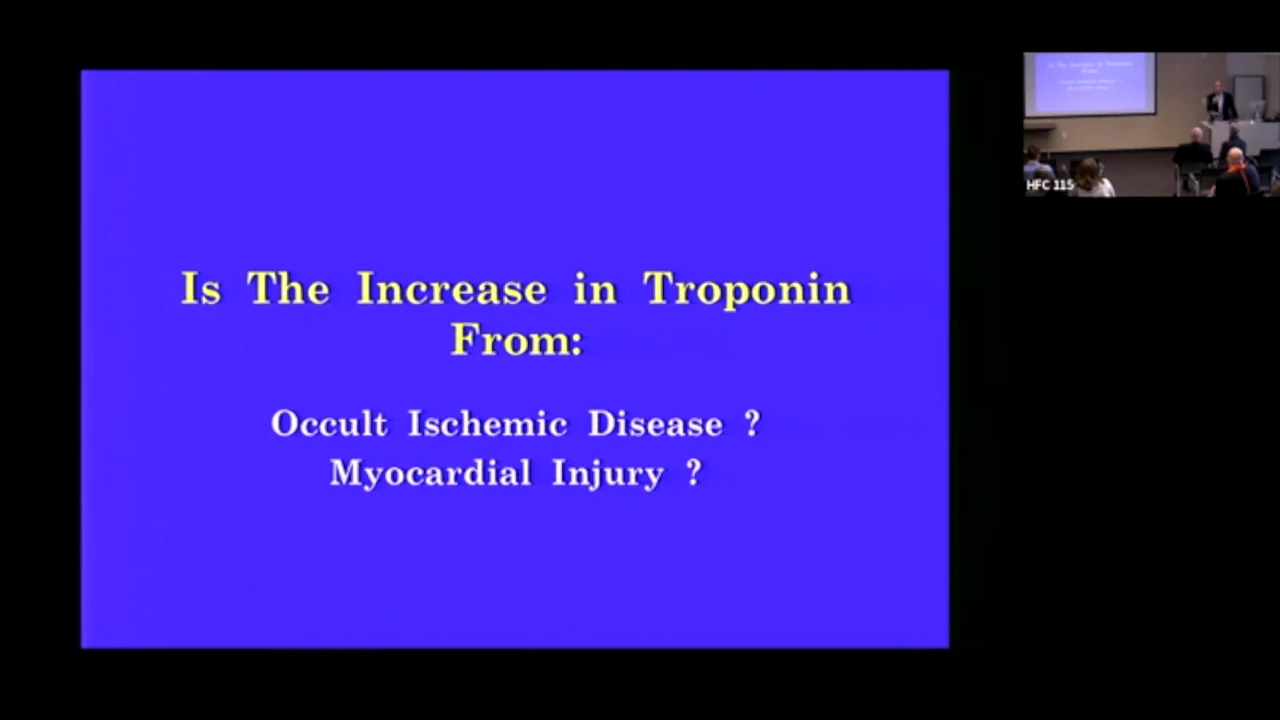 Is The Increase in Troponin
From:
Occult Ischemic Disease ?
Myocardial Injury ?
HFC 115